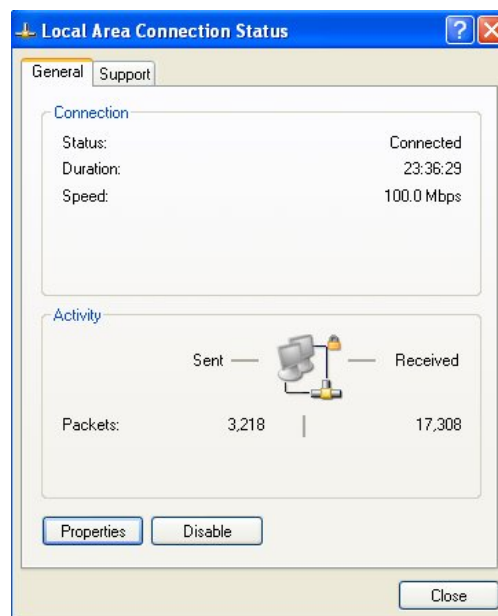 Local Area Connection Status
General Support
Connection
Status: Connected
Duration: 23:36:29
Speed: 100.0 Mbps
Activity
Sent Received
Packets: 3,218 17,308
Properties Disable
Close